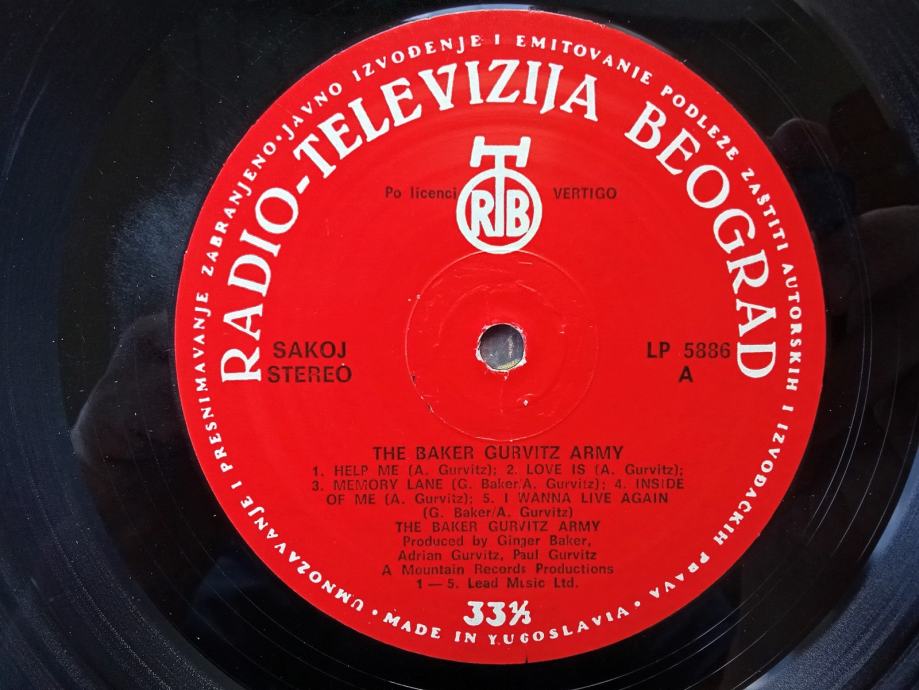 UMNOŽAVANJE I PRESNIMAVANJE ZABRANJENO • JAVNO IZVOĐENJE I EMITOVANJE PODLEŽE ZAŠTITI AUTORSKIH I IZVOĐAČKIH PRAVA •
RADIO-TELEVIZIJA BEOGRAD
Po licenci RTB VERTIGO
SAKOJ
STEREO
LP 5886
A
THE BAKER GURVITZ ARMY
1. HELP ME (A. Gurvitz); 2. LOVE IS (A. Gurvitz);
3. MEMORY LANE (G. Baker/A. Gurvitz); 4. INSIDE
OF ME (A. Gurvitz); 5. I WANNA LIVE AGAIN
(G. Baker/A. Gurvitz)
THE BAKER GURVITZ ARMY
Produced by Ginger Baker,
Adrian Gurvitz, Paul Gurvitz
A Mountain Records Productions
1 — 5. Lead Music Ltd.
33⅓
MADE IN YUGOSLAVIA •